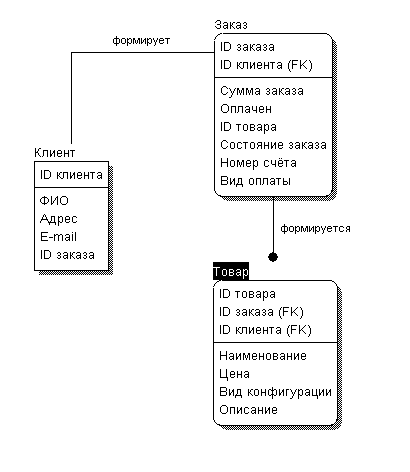 Заказ
формирует
ID заказа
ID клиента (FK)
Сумма заказа
Оплачен
ID товара
Состояние заказа
Номер счёта
Вид оплаты
Клиент
ID клиента
ФИО
Адрес
E-mail
ID заказа
формируется
Товар
ID товара
ID заказа (FK)
ID клиента (FK)
Наименование
Цена
Вид конфигурации
Описание